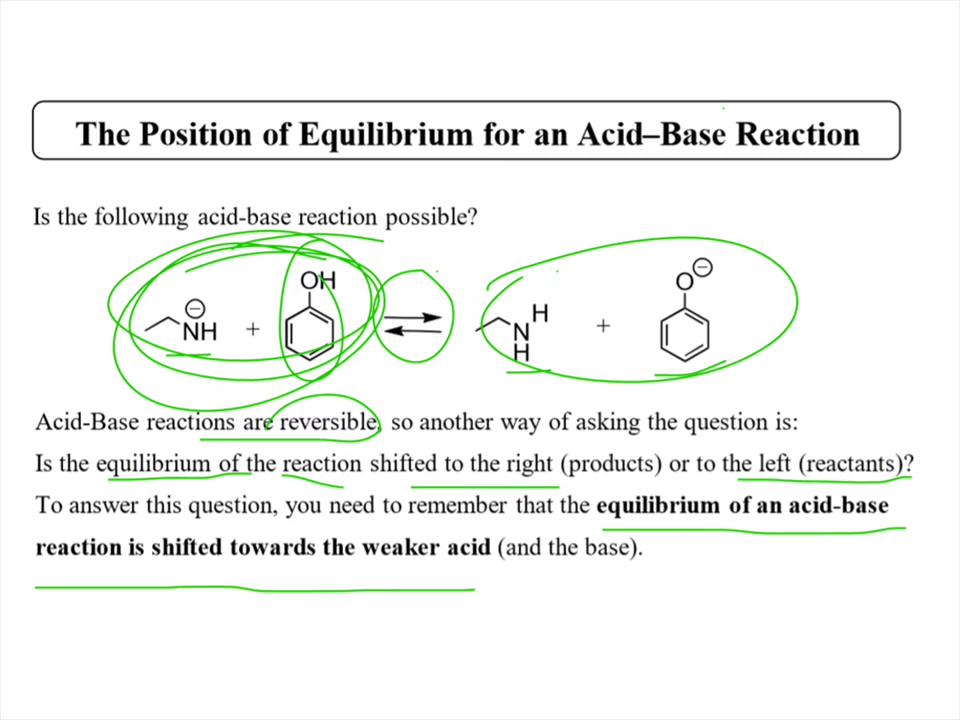 The Position of Equilibrium for an Acid–Base Reaction
Is the following acid-base reaction possible?
⊖ NH + OH ⇌ N H H + O ⊖
Acid-Base reactions are reversible, so another way of asking the question is:
Is the equilibrium of the reaction shifted to the right (products) or to the left (reactants)?
To answer this question, you need to remember that the equilibrium of an acid-base
reaction is shifted towards the weaker acid (and the base).